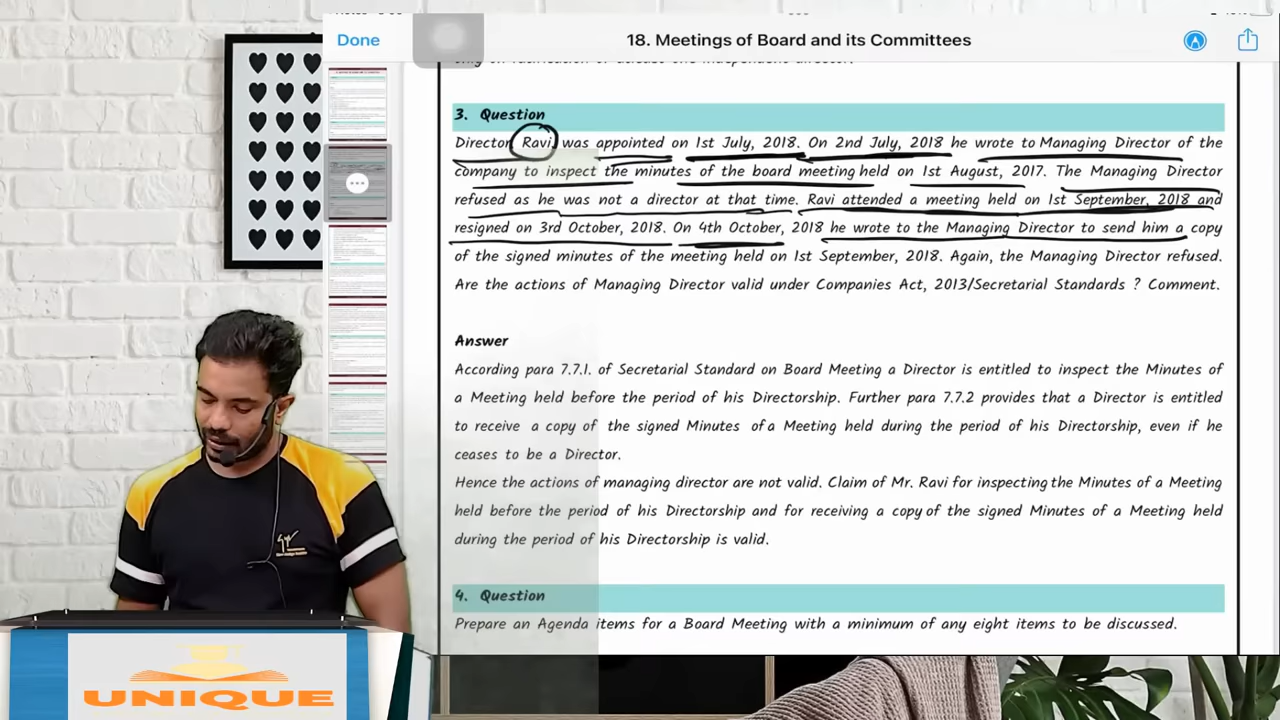 Done
18. Meetings of Board and its Committees
3. Question
Director Ravi was appointed on 1st July, 2018. On 2nd July, 2018 he wrote to Managing Director of the
company to inspect the minutes of the board meeting held on 1st August, 2017. The Managing Director
refused as he was not a director at that time. Ravi attended a meeting held on 1st September, 2018 and
resigned on 3rd October, 2018. On 4th October, 2018 he wrote to the Managing Director to send him a copy
of the signed minutes of the meeting held on 1st September, 2018. Again, the Managing Director refused.
Are the actions of Managing Director valid under Companies Act, 2013/Secretarial Standards ? Comment.
Answer
According para 7.7.1. of Secretarial Standard on Board Meeting a Director is entitled to inspect the Minutes of
a Meeting held before the period of his Directorship. Further para 7.7.2 provides that a Director is entitled
to receive a copy of the signed Minutes of a Meeting held during the period of his Directorship, even if he
ceases to be a Director.
Hence the actions of managing director are not valid. Claim of Mr. Ravi for inspecting the Minutes of a Meeting
held before the period of his Directorship and for receiving a copy of the signed Minutes of a Meeting held
during the period of his Directorship is valid.
4. Question
Prepare an Agenda items for a Board Meeting with a minimum of any eight items to be discussed.
UNIQUE